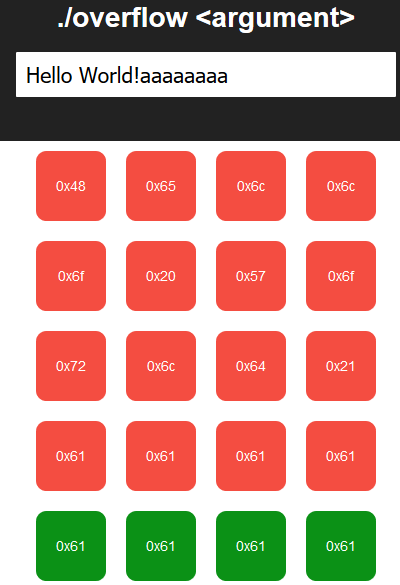 ./overflow <argument>
Hello World!aaaaaaaa
0x48 0x65 0x6c 0x6c
0x6f 0x20 0x57 0x6f
0x72 0x6c 0x64 0x21
0x61 0x61 0x61 0x61
0x61 0x61 0x61 0x61